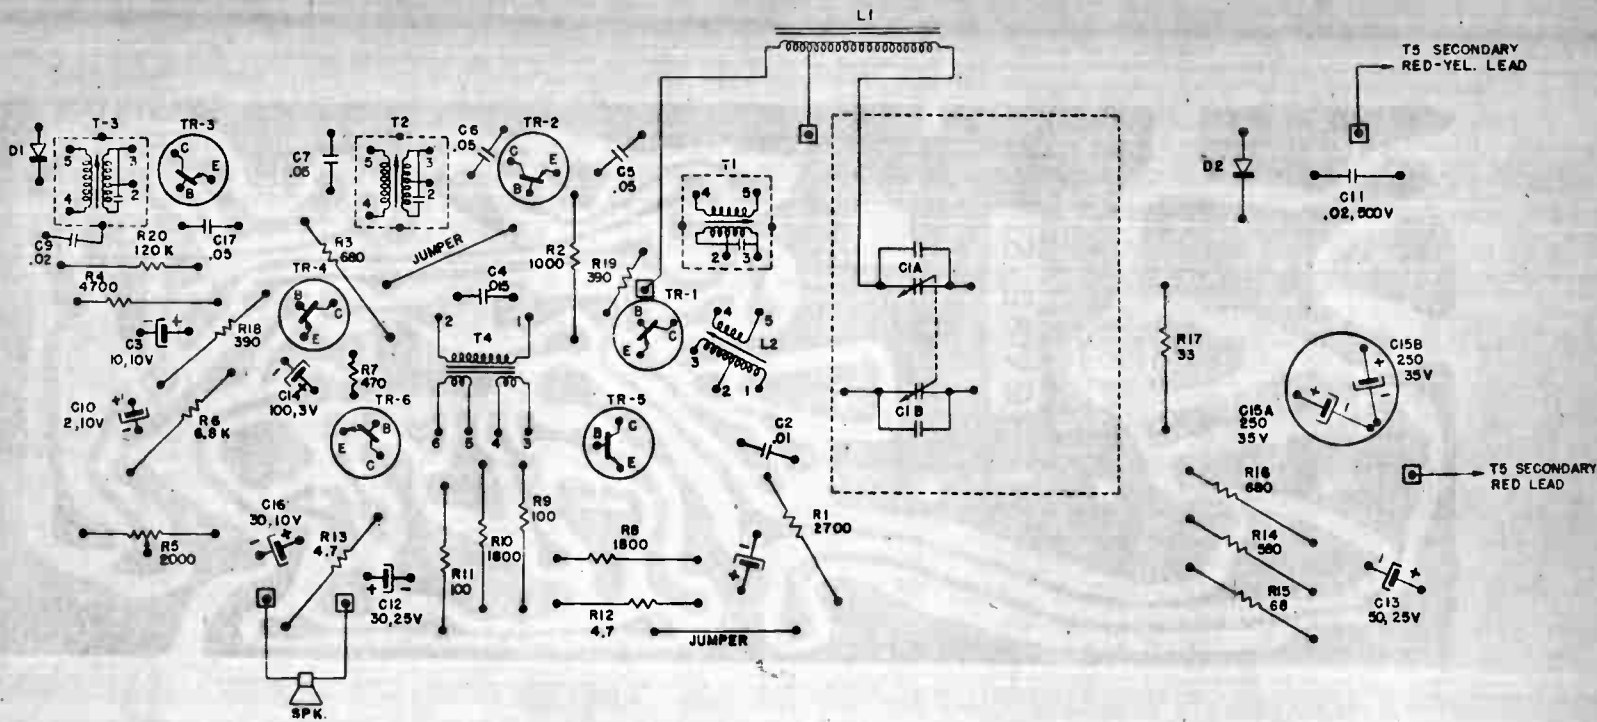 L1
T5 SECONDARY
RED-YEL. LEAD
T-3
TR-3
T2
C6
.05
TR-2
D1
5
3
C
E
B
4
2
C7
.05
5
3
4
2
C
E
B
C5
.05
T1
4
5
2
3
D2
C11
.02,500V
C9
.02
R20
120 K
C17
.05
R3
680
JUMPER
R2
1000
R19
390
C1A
R4
4700
TR-4
B
C
E
C4
.015
TR-1
B
C
E
4
5
L2
3
2
1
C3
10,10V
R18
390
2
T4
1
R17
33
C15B
250
35V
C14
100,3V
R7
470
C10
2,10V
R6
6.8 K
TR-6
E
B
C
6
5
4
3
TR-5
B
C
E
C2
.01
C1B
C15A
250
35V
T5 SECONDARY
RED LEAD
R16
680
R14
560
R15
68
C13
50,25V
R5
2000
C16
30,10V
R13
4.7
C12
30,25V
R11
100
R10
1800
R9
100
R8
1800
R12
4.7
R1
2700
JUMPER
SPK.